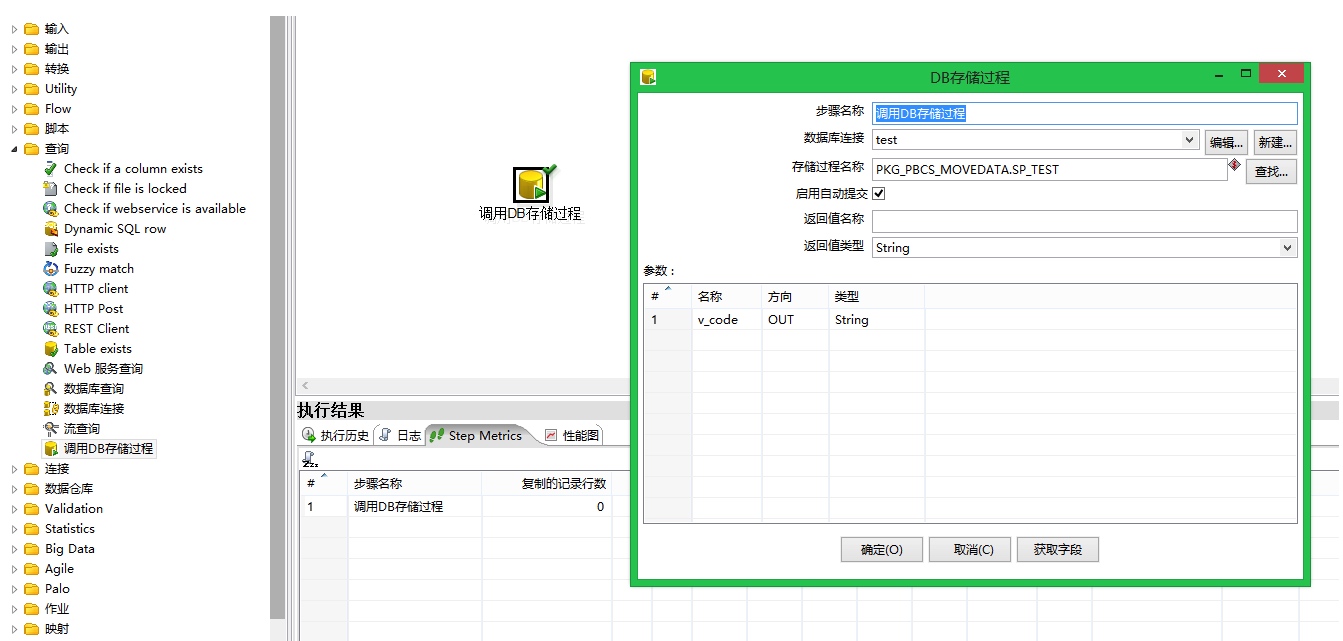 输入
输出
转换
Utility
Flow
脚本
查询
Check if a column exists
Check if file is locked
Check if webservice is available
Dynamic SQL row
File exists
Fuzzy match
HTTP client
HTTP Post
REST Client
Table exists
Web 服务查询
数据库查询
数据库连接
流查询
调用DB存储过程
连接
数据仓库
Validation
Statistics
Big Data
Agile
Palo
作业
映射
调用DB存储过程
执行结果
执行历史 日志 Step Metrics 性能图
# 步骤名称 复制的记录行数
1 调用DB存储过程 0
DB存储过程
步骤名称 调用DB存储过程
数据库连接 test 编辑... 新建...
存储过程名称 PKG_PBCS_MOVEDATA.SP_TEST 查找...
启用自动提交
返回值名称
返回值类型 String
参数：
# 名称 方向 类型
1 v_code OUT String
确定(O) 取消(C) 获取字段